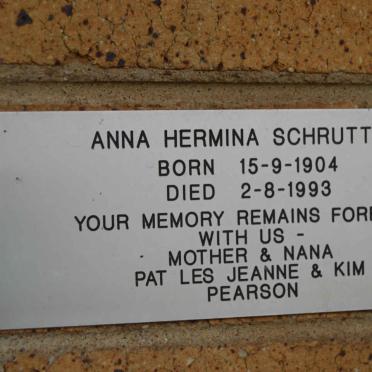 ANNA HERMINA SCHRUTT
BORN 15-9-1904
DIED 2-8-1993
YOUR MEMORY REMAINS FORE
WITH US -
MOTHER & NANA
PAT LES JEANNE & KIM
PEARSON